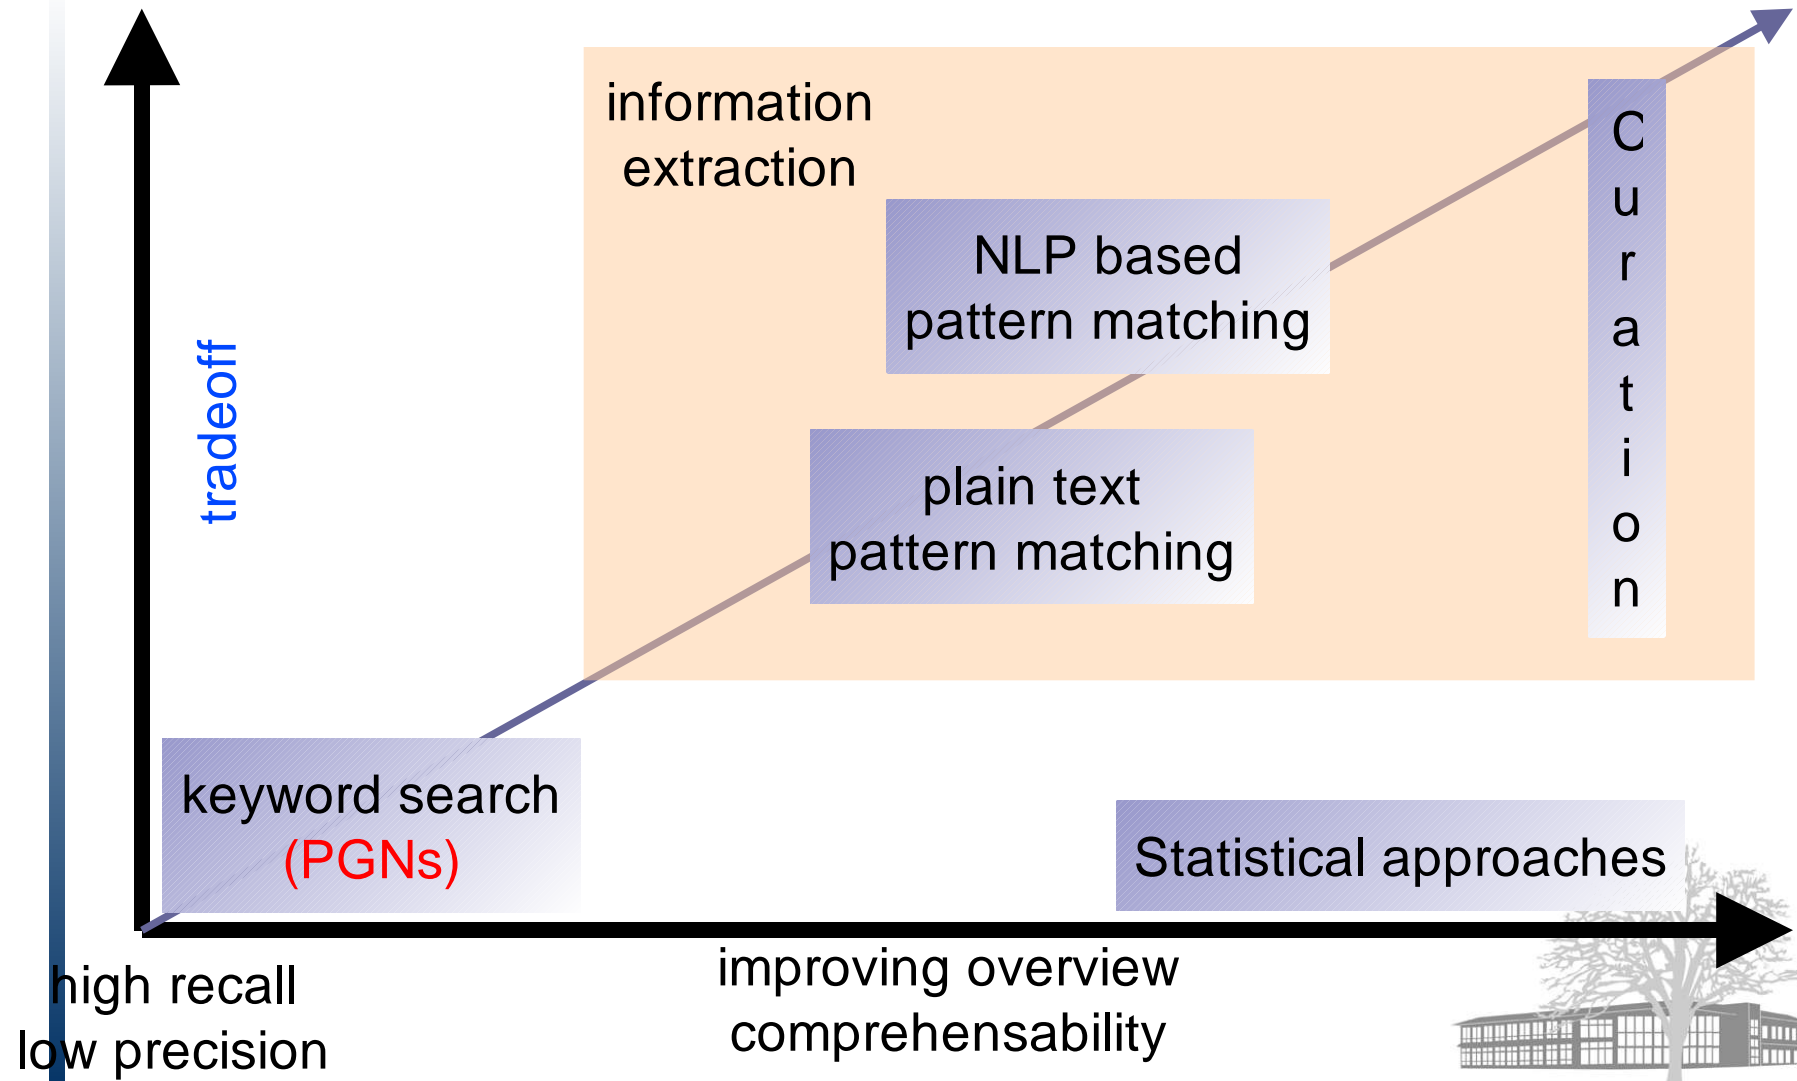 information
extraction
NLP based
pattern matching
Curation
tradeoff
plain text
pattern matching
keyword search
(PGNs)
Statistical approaches
high recall
low precision
improving overview
comprehensability